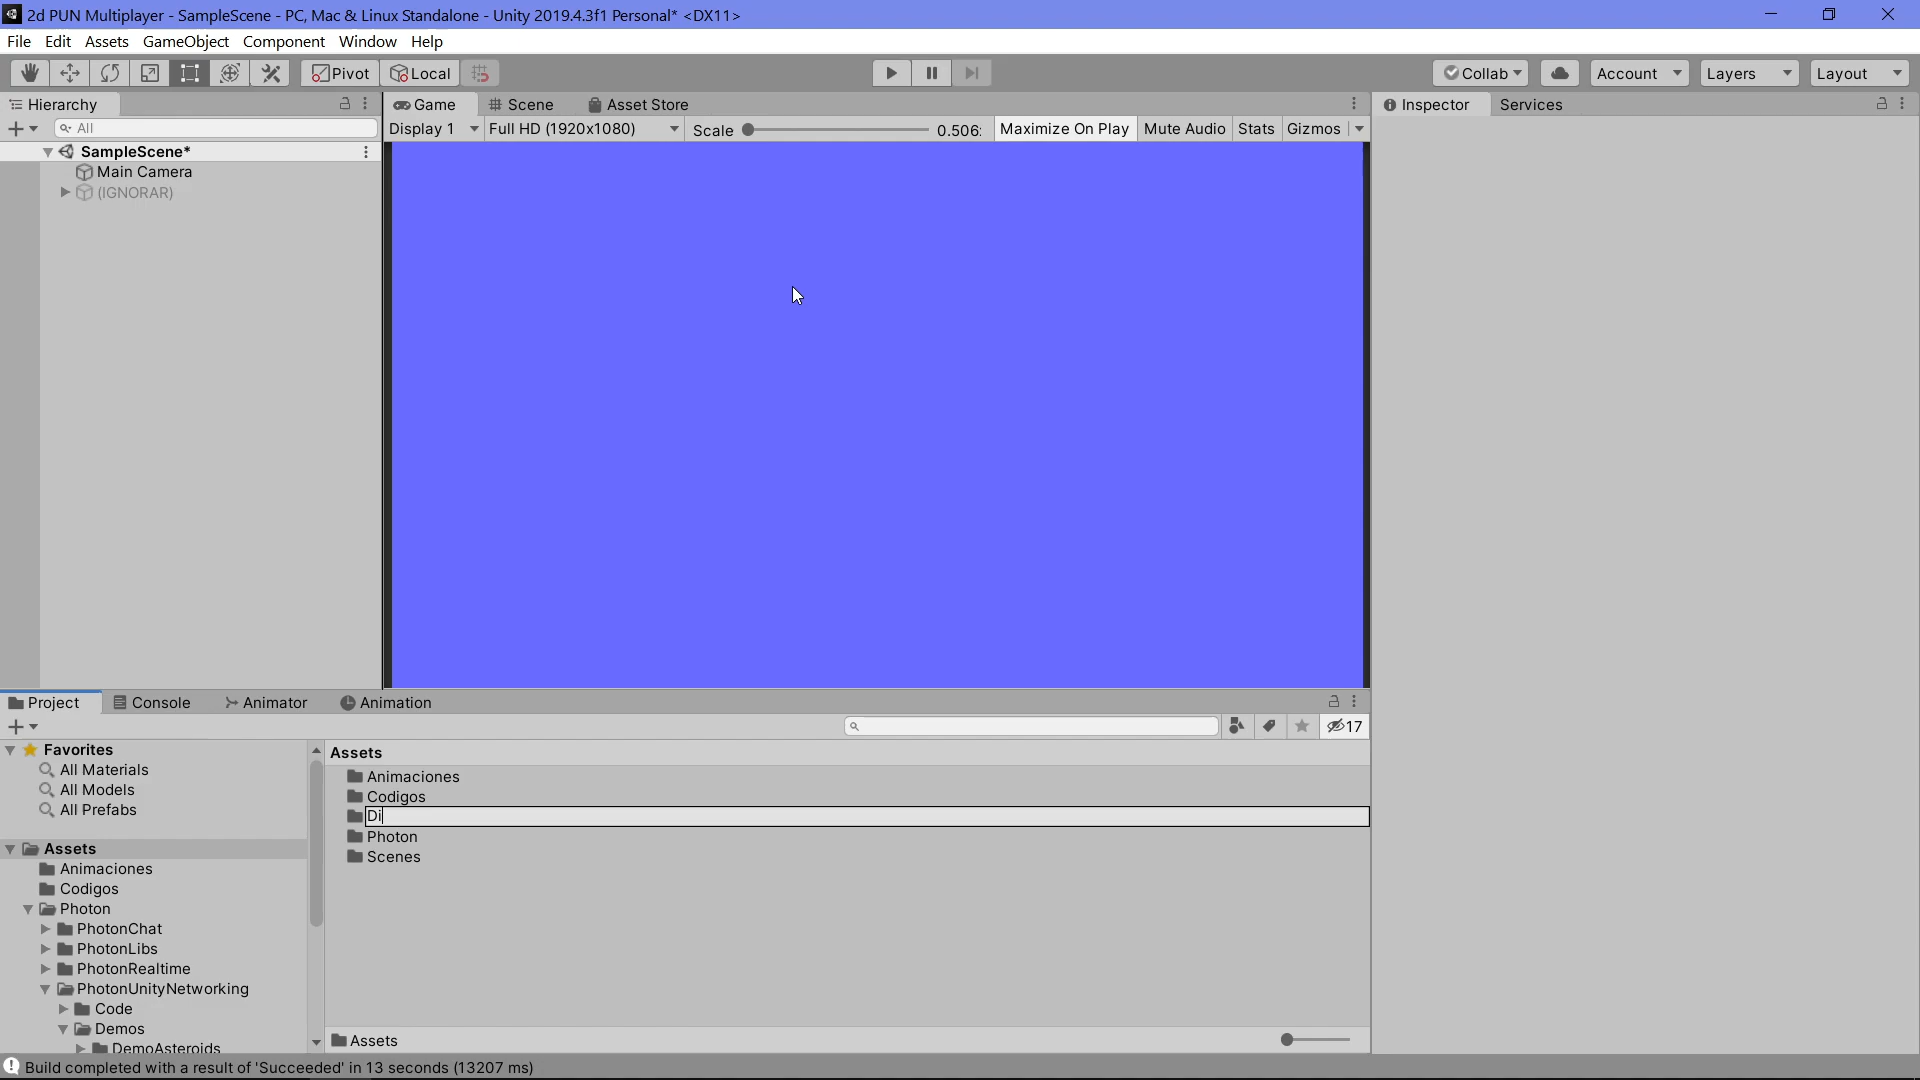 2d PUN Multiplayer - SampleScene - PC, Mac & Linux Standalone - Unity 2019.4.3f1 Personal* <DX11>
File Edit Assets GameObject Component Window Help
Pivot Local Collab Account Layers Layout
Hierarchy Game Scene Asset Store Inspector Services
All Display 1 Full HD (1920x1080) Scale 0.506: Maximize On Play Mute Audio Stats Gizmos
SampleScene*
Main Camera
(IGNORAR)
Project Console Animator Animation
17
Favorites
All Materials
All Models
All Prefabs
Assets
Animaciones
Codigos
Photon
PhotonChat
PhotonLibs
PhotonRealtime
PhotonUnityNetworking
Code
Demos
DemoAsteroids
Assets
Animaciones
Codigos
Di
Photon
Scenes
Assets
Build completed with a result of 'Succeeded' in 13 seconds (13207 ms)